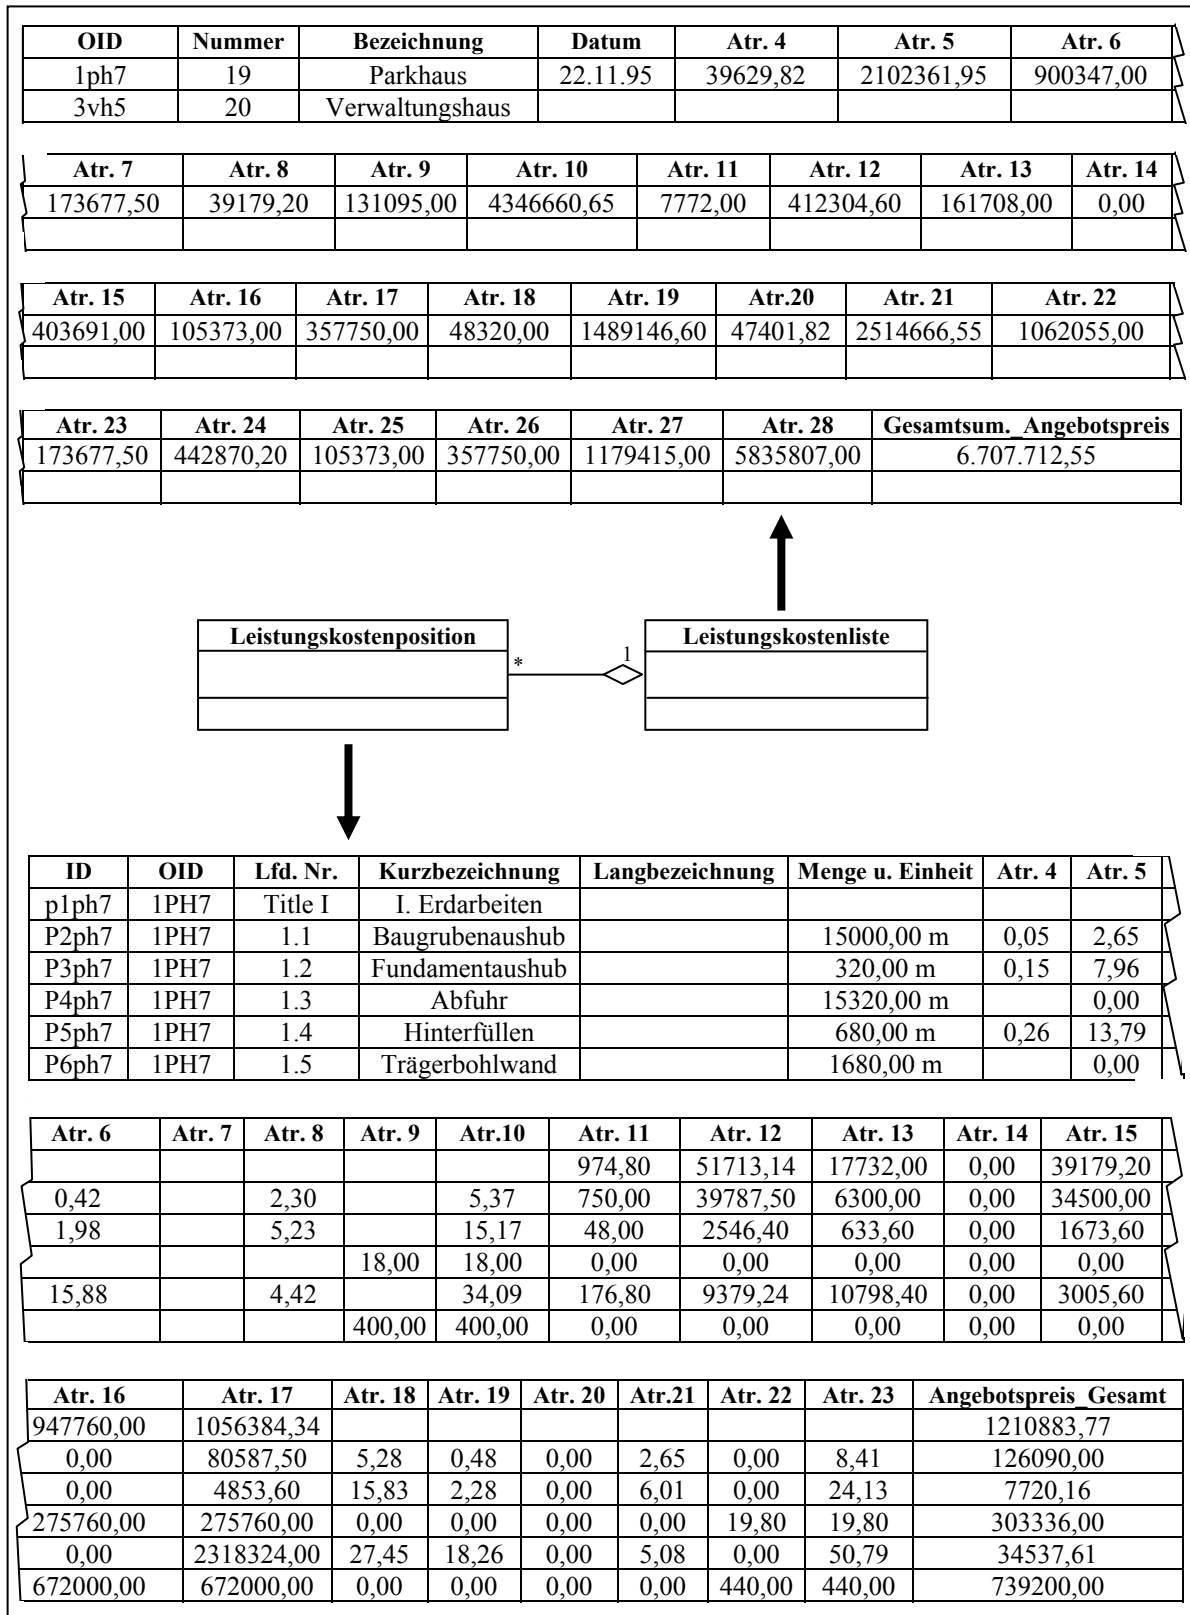 OID Nummer Bezeichnung Datum Atr. 4 Atr. 5 Atr. 6
1ph7 19 Parkhaus 22.11.95 39629,82 2102361,95 900347,00
3vh5 20 Verwaltungshaus
Atr. 7 Atr. 8 Atr. 9 Atr. 10 Atr. 11 Atr. 12 Atr. 13 Atr. 14
173677,50 39179,20 131095,00 4346660,65 7772,00 412304,60 161708,00 0,00
Atr. 15 Atr. 16 Atr. 17 Atr. 18 Atr. 19 Atr.20 Atr. 21 Atr. 22
403691,00 105373,00 357750,00 48320,00 1489146,60 47401,82 2514666,55 1062055,00
Atr. 23 Atr. 24 Atr. 25 Atr. 26 Atr. 27 Atr. 28 Gesamtsum._Angebotspreis
173677,50 442870,20 105373,00 357750,00 1179415,00 5835807,00 6.707.712,55
Leistungskostenposition * 1 Leistungskostenliste
ID OID Lfd. Nr. Kurzbezeichnung Langbezeichnung Menge u. Einheit Atr. 4 Atr. 5
p1ph7 1PH7 Title I I. Erdarbeiten
P2ph7 1PH7 1.1 Baugrubenaushub 15000,00 m 0,05 2,65
P3ph7 1PH7 1.2 Fundamentaushub 320,00 m 0,15 7,96
P4ph7 1PH7 1.3 Abfuhr 15320,00 m 0,00
P5ph7 1PH7 1.4 Hinterfüllen 680,00 m 0,26 13,79
P6ph7 1PH7 1.5 Trägerbohlwand 1680,00 m 0,00
Atr. 6 Atr. 7 Atr. 8 Atr. 9 Atr.10 Atr. 11 Atr. 12 Atr. 13 Atr. 14 Atr. 15
974,80 51713,14 17732,00 0,00 39179,20
0,42 2,30 5,37 750,00 39787,50 6300,00 0,00 34500,00
1,98 5,23 15,17 48,00 2546,40 633,60 0,00 1673,60
18,00 18,00 0,00 0,00 0,00 0,00 0,00
15,88 4,42 34,09 176,80 9379,24 10798,40 0,00 3005,60
400,00 400,00 0,00 0,00 0,00 0,00 0,00
Atr. 16 Atr. 17 Atr. 18 Atr. 19 Atr. 20 Atr.21 Atr. 22 Atr. 23 Angebotspreis_Gesamt
947760,00 1056384,34 1210883,77
0,00 80587,50 5,28 0,48 0,00 2,65 0,00 8,41 126090,00
0,00 4853,60 15,83 2,28 0,00 6,01 0,00 24,13 7720,16
275760,00 275760,00 0,00 0,00 0,00 0,00 19,80 19,80 303336,00
0,00 2318324,00 27,45 18,26 0,00 5,08 0,00 50,79 34537,61
672000,00 672000,00 0,00 0,00 0,00 0,00 440,00 440,00 739200,00